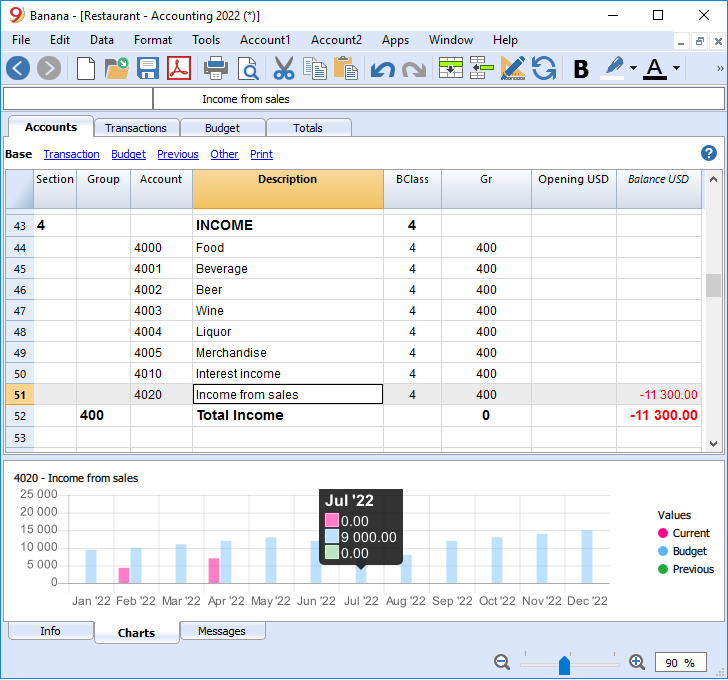 Banana - [Restaurant - Accounting 2022 (*)]
File Edit Data Format Tools Account1 Account2 Apps Window Help
B A »
Income from sales
Accounts Transactions Budget Totals
Base Transaction Budget Previous Other Print ?
Section Group Account Description BClass Gr Opening USD Balance USD
43 4 INCOME 4
44 4000 Food 4 400
45 4001 Beverage 4 400
46 4002 Beer 4 400
47 4003 Wine 4 400
48 4004 Liquor 4 400
49 4005 Merchandise 4 400
50 4010 Interest income 4 400
51 4020 Income from sales 4 400 -11 300.00
52 400 Total Income 0 -11 300.00
53
4020 - Income from sales
25 000
20 000
15 000
10 000
5 000
0
Jul '22
0.00
9 000.00
0.00
Values
Current
Budget
Previous
Jan '22 Feb '22 Mar '22 Apr '22 May '22 Jun '22 Jul '22 Aug '22 Sep '22 Oct '22 Nov '22 Dec '22
Info Charts Messages
90 %